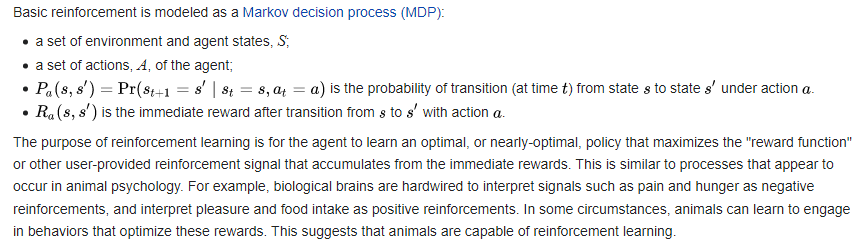 Basic reinforcement is modeled as a Markov decision process (MDP):
• a set of environment and agent states, S;
• a set of actions, A, of the agent;
• Pₐ(s, s′) = Pr(sₜ₊₁ = s′ | sₜ = s, aₜ = a) is the probability of transition (at time t) from state s to state s′ under action a.
• Rₐ(s, s′) is the immediate reward after transition from s to s′ with action a.
The purpose of reinforcement learning is for the agent to learn an optimal, or nearly-optimal, policy that maximizes the "reward function"
or other user-provided reinforcement signal that accumulates from the immediate rewards. This is similar to processes that appear to
occur in animal psychology. For example, biological brains are hardwired to interpret signals such as pain and hunger as negative
reinforcements, and interpret pleasure and food intake as positive reinforcements. In some circumstances, animals can learn to engage
in behaviors that optimize these rewards. This suggests that animals are capable of reinforcement learning.